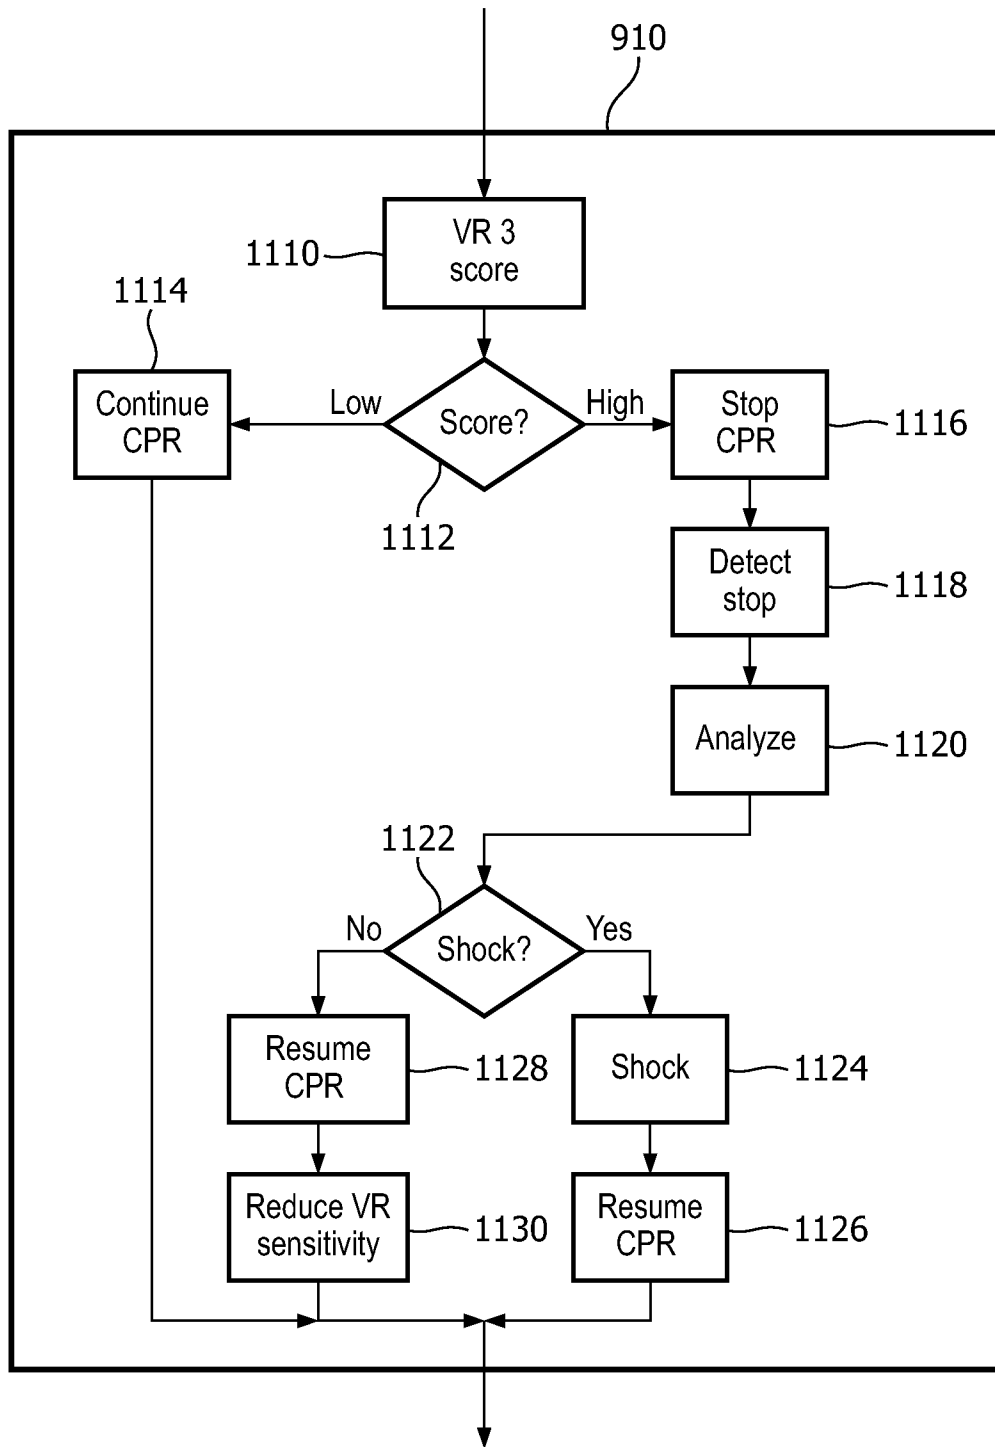 910
VR 3
score
1110
1114
Continue
CPR
Low
Score?
High
Stop
CPR
1116
1112
Detect
stop
1118
Analyze
1120
1122
No
Shock?
Yes
Resume
CPR
1128
Shock
1124
Reduce VR
sensitivity
1130
Resume
CPR
1126